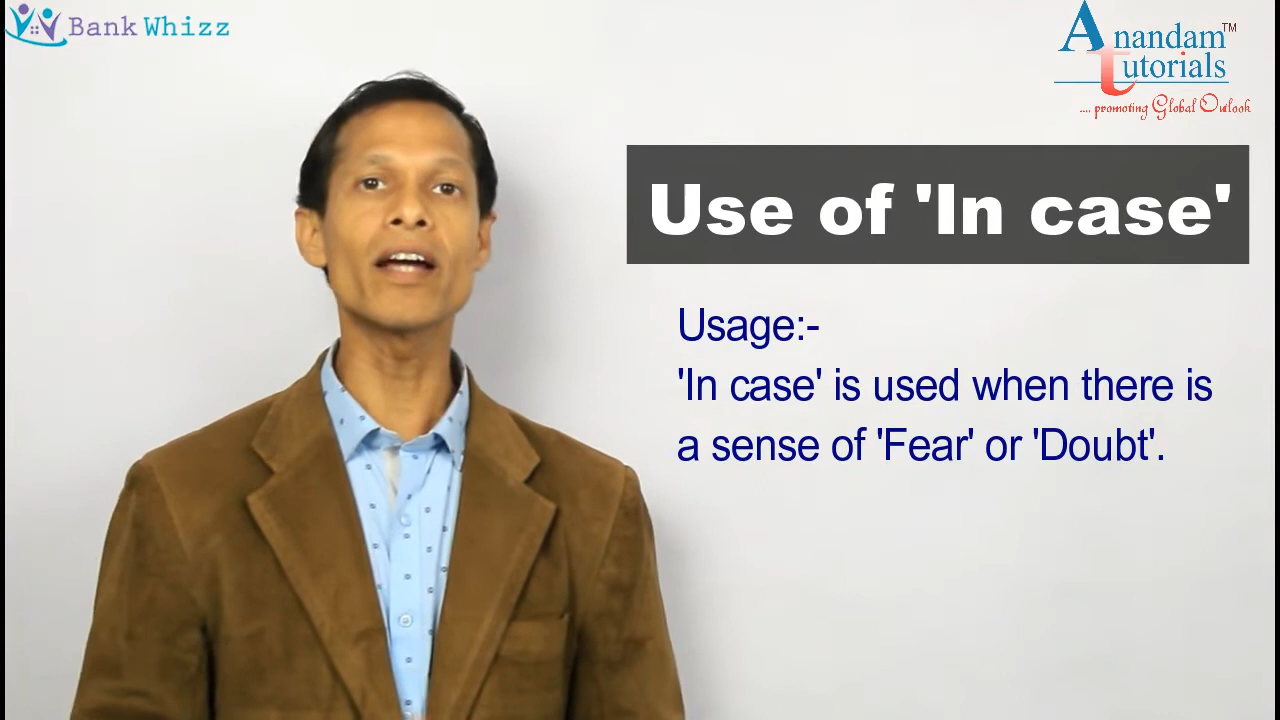 Bank Whizz
Anandam TM
tutorials
.... promoting Global Outlook
Use of 'In case'
Usage:-
'In case' is used when there is
a sense of 'Fear' or 'Doubt'.